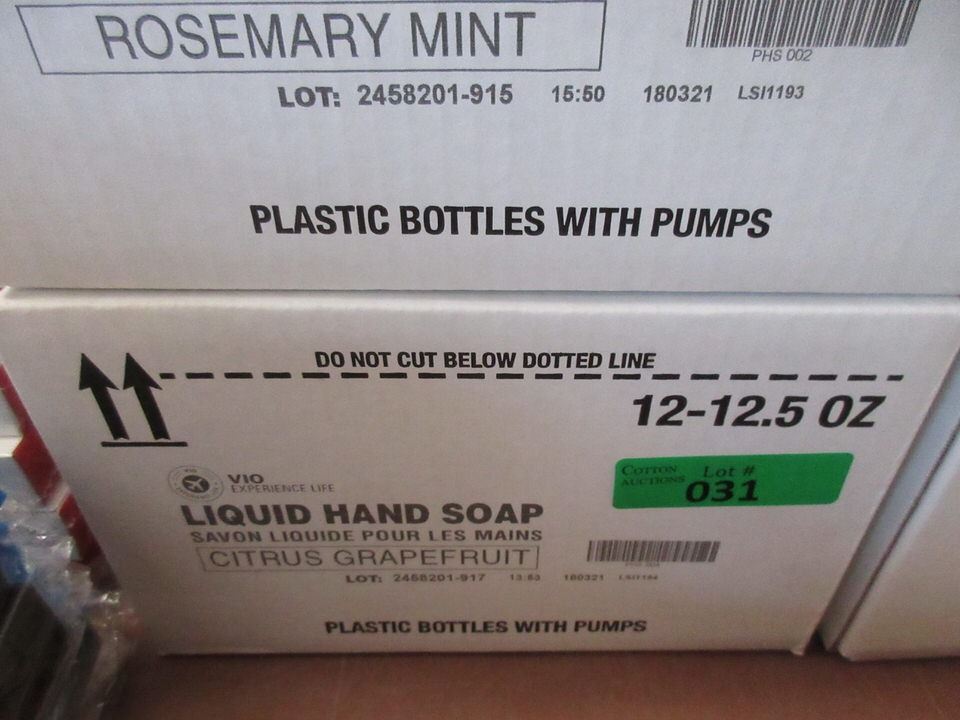 ROSEMARY MINT
PHS 002
LOT: 2458201-915 15:50 180321 LSI1193
PLASTIC BOTTLES WITH PUMPS
DO NOT CUT BELOW DOTTED LINE
12-12.5 OZ
COTTON AUCTIONS Lot # 031
VIO
EXPERIENCE LIFE
LIQUID HAND SOAP
SAVON LIQUIDE POUR LES MAINS
CITRUS GRAPEFRUIT
LOT: 2458201-917 180321
PLASTIC BOTTLES WITH PUMPS